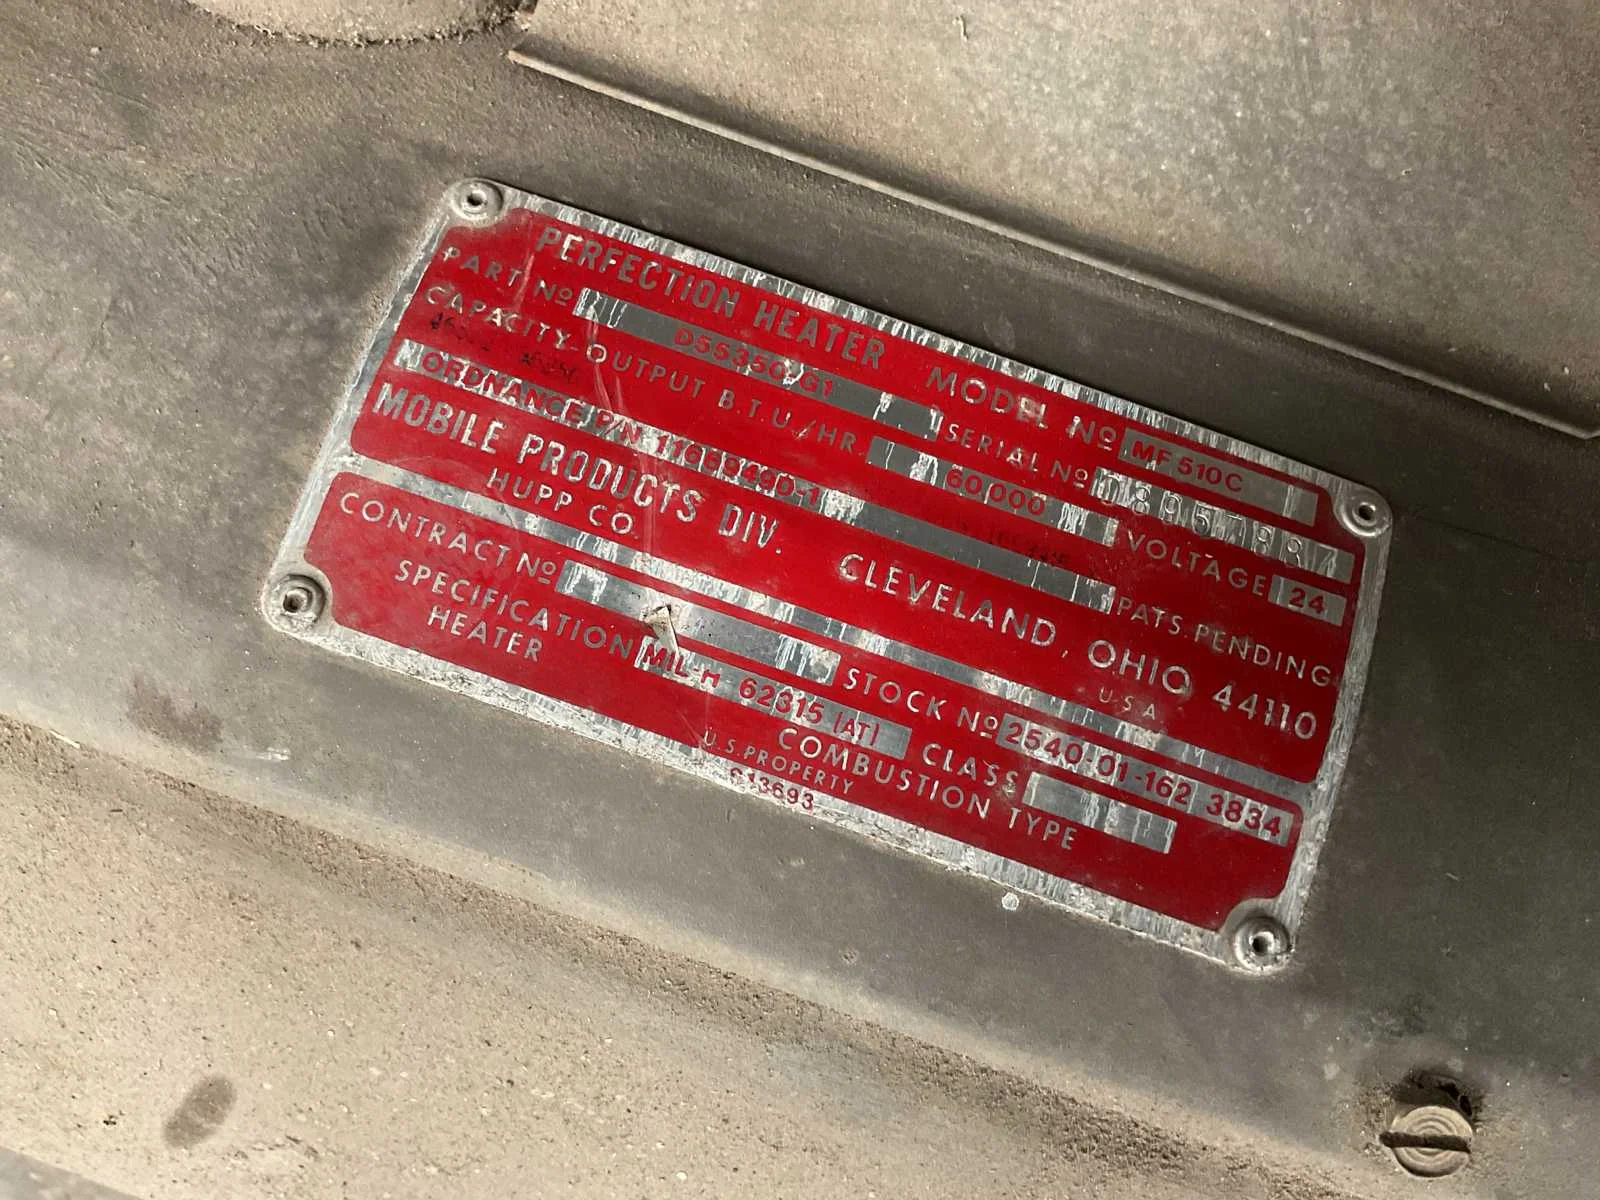 PERFECTION HEATER MODEL Nº MF 510C
PART Nº D55350-G1 SERIAL Nº
CAPACITY-OUTPUT B.T.U./HR. 60,000 VOLTAGE 24
ORDNANCE P/N PATS. PENDING
MOBILE PRODUCTS DIV. CLEVELAND, OHIO 44110
HUPP CO. U S A
CONTRACT Nº STOCK Nº 2540-01-162 3834
SPECIFICATION MIL-H 62315 (AT) CLASS
HEATER COMBUSTION TYPE
U.S. PROPERTY
613693